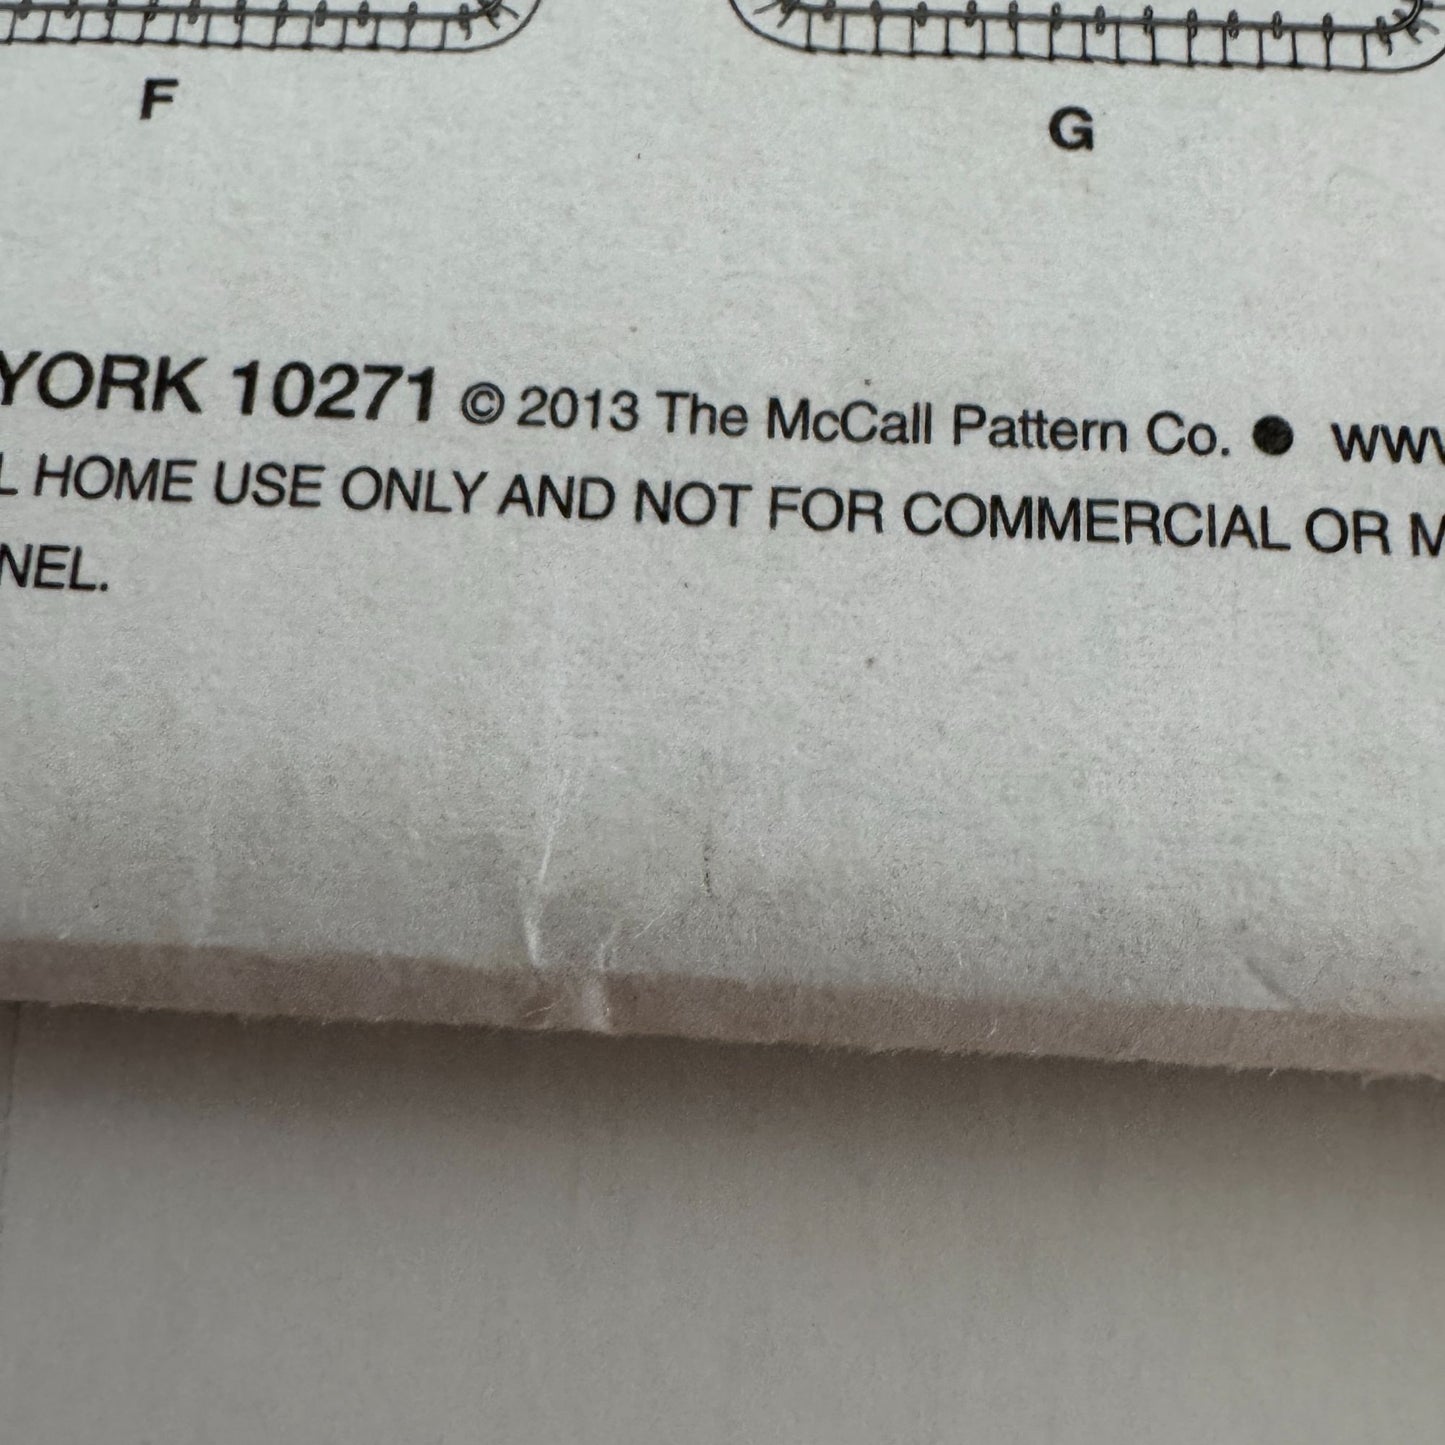 F
G
YORK 10271 © 2013 The McCall Pattern Co. ●
HOME USE ONLY AND NOT FOR COMMERCIAL OR
NEL.